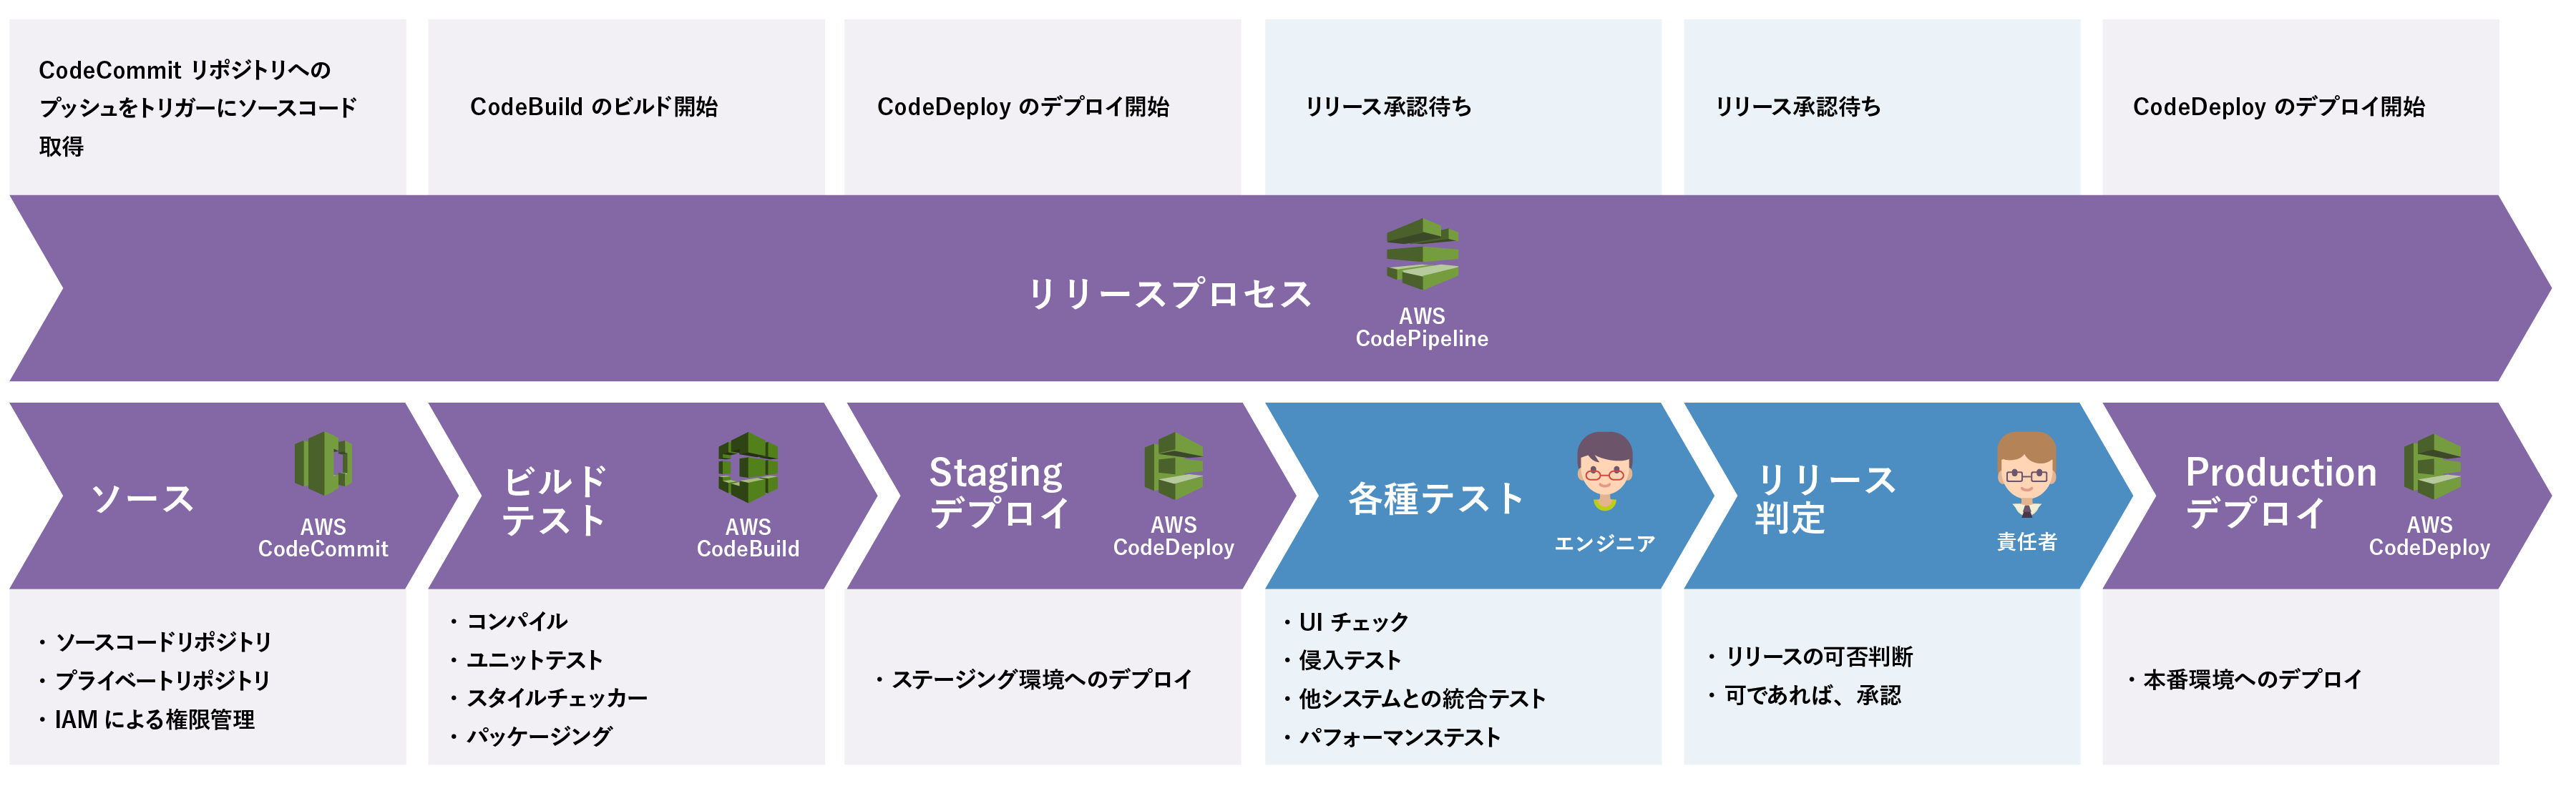 CodeCommit リポジトリへの
プッシュをトリガーにソースコード
取得
CodeBuild のビルド開始
CodeDeploy のデプロイ開始
リリース承認待ち
リリース承認待ち
CodeDeploy のデプロイ開始
リリースプロセス
AWS
CodePipeline
ソース
AWS
CodeCommit
ビルド
テスト
AWS
CodeBuild
Staging
デプロイ
AWS
CodeDeploy
各種テスト
エンジニア
リリース
判定
責任者
Production
デプロイ
AWS
CodeDeploy
・ソースコードリポジトリ
・プライベートリポジトリ
・IAM による権限管理
・コンパイル
・ユニットテスト
・スタイルチェッカー
・パッケージング
・ステージング環境へのデプロイ
・UI チェック
・侵入テスト
・他システムとの統合テスト
・パフォーマンステスト
・リリースの可否判断
・可であれば、承認
・本番環境へのデプロイ